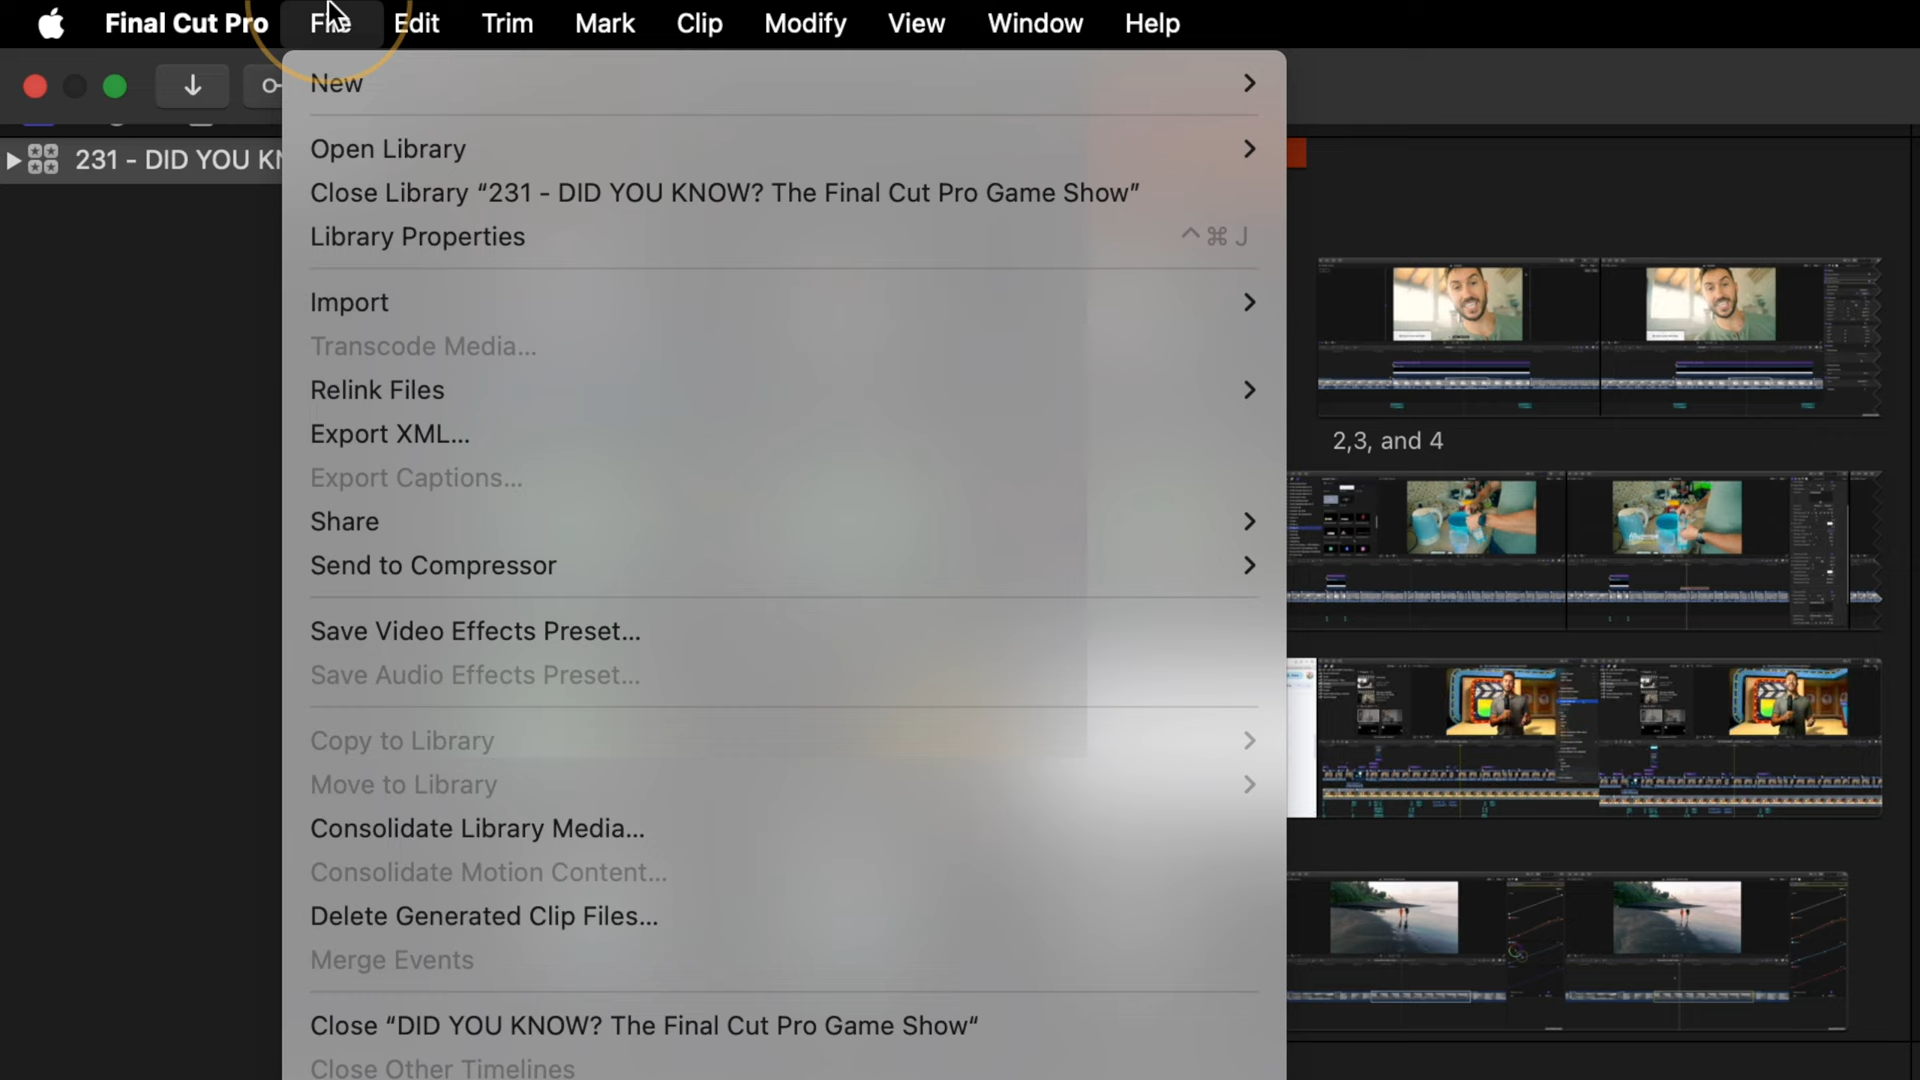 Final Cut Pro File Edit Trim Mark Clip Modify View Window Help
New
231 - DID YOU KN
Open Library
Close Library “231 - DID YOU KNOW? The Final Cut Pro Game Show”
Library Properties ^ ⌘ J
Import
Transcode Media...
Relink Files
Export XML...
Export Captions...
Share
Send to Compressor
Save Video Effects Preset...
Save Audio Effects Preset...
Copy to Library
Move to Library
Consolidate Library Media...
Consolidate Motion Content...
Delete Generated Clip Files...
Merge Events
Close “DID YOU KNOW? The Final Cut Pro Game Show“
Close Other Timelines
2,3, and 4